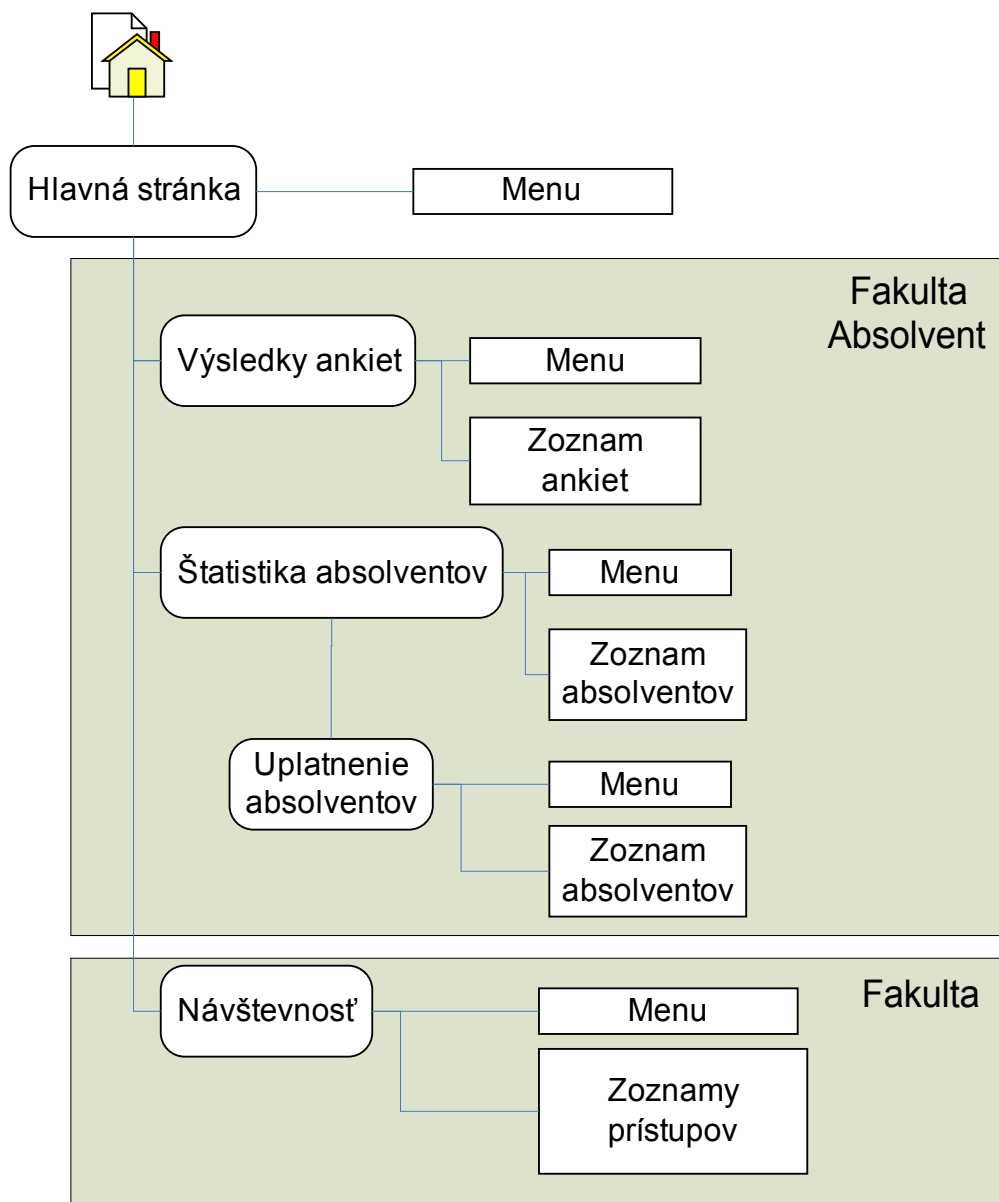 Hlavná stránka
Menu
Fakulta
Absolvent
Výsledky ankiet
Menu
Zoznam
ankiet
Štatistika absolventov
Menu
Zoznam
absolventov
Uplatnenie
absolventov
Menu
Zoznam
absolventov
Fakulta
Návštevnosť
Menu
Zoznamy
prístupov